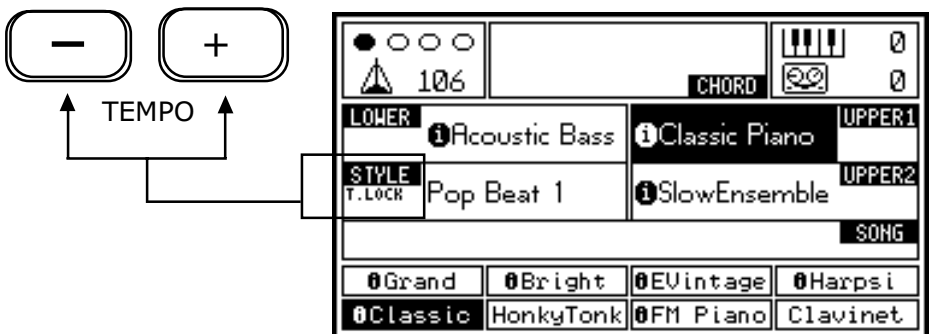 − +
TEMPO
0
106 CHORD 0
LOWER Acoustic Bass Classic Piano UPPER1
STYLE T.LOCK Pop Beat 1 SlowEnsemble UPPER2
SONG
Grand Bright EVintage Harpsi
Classic HonkyTonk FM Piano Clavinet